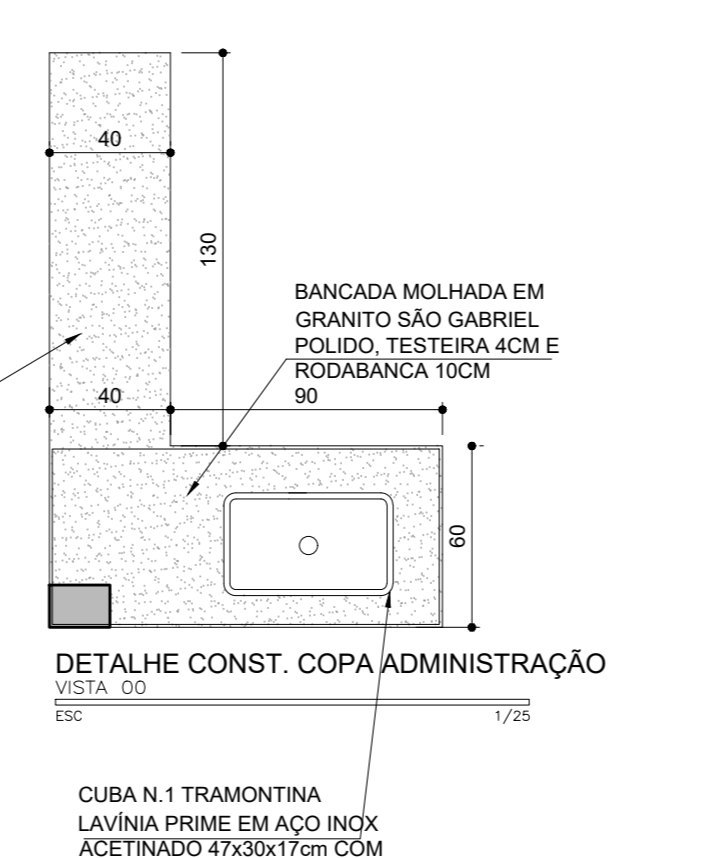 40
130
BANCADA MOLHADA EM
GRANITO SÃO GABRIEL
POLIDO, TESTEIRA 4CM E
RODABANCA 10CM
40
90
60
DETALHE CONST. COPA ADMINISTRAÇÃO
VISTA 00
ESC 1/25
CUBA N.1 TRAMONTINA
LAVÍNIA PRIME EM AÇO INOX
ACETINADO 47x30x17cm COM